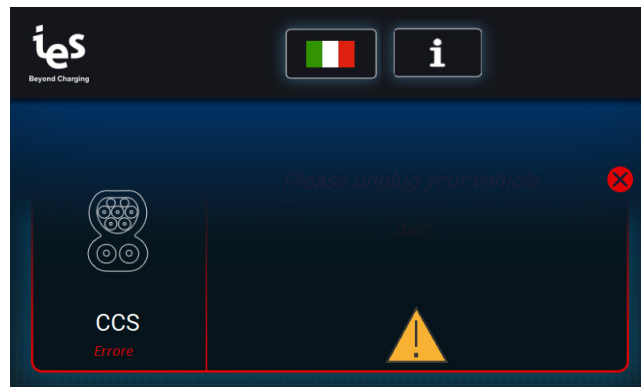 ies
Beyond Charging
i
Please unplug your vehicle.
0x00
CCS
Errore